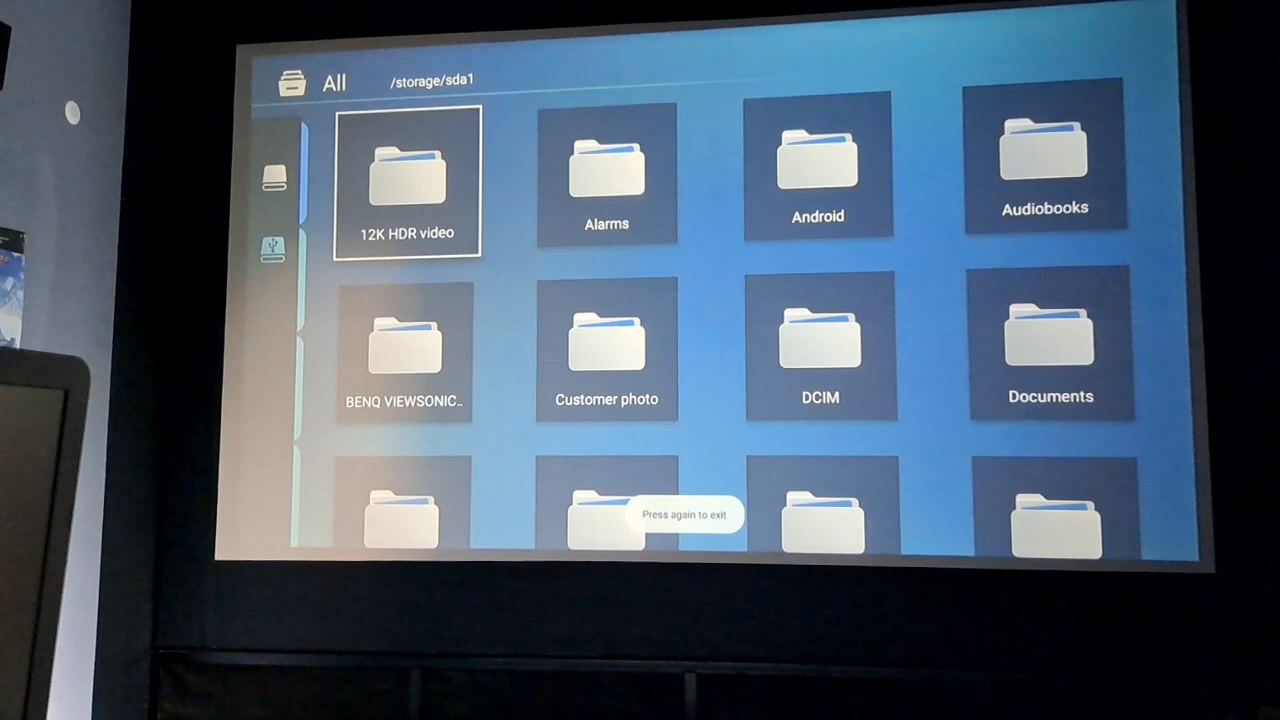 All
/storage/sda1
12K HDR video
Alarms
Android
Audiobooks
BENQ VIEWSONIC..
Customer photo
DCIM
Documents
Press again to exit